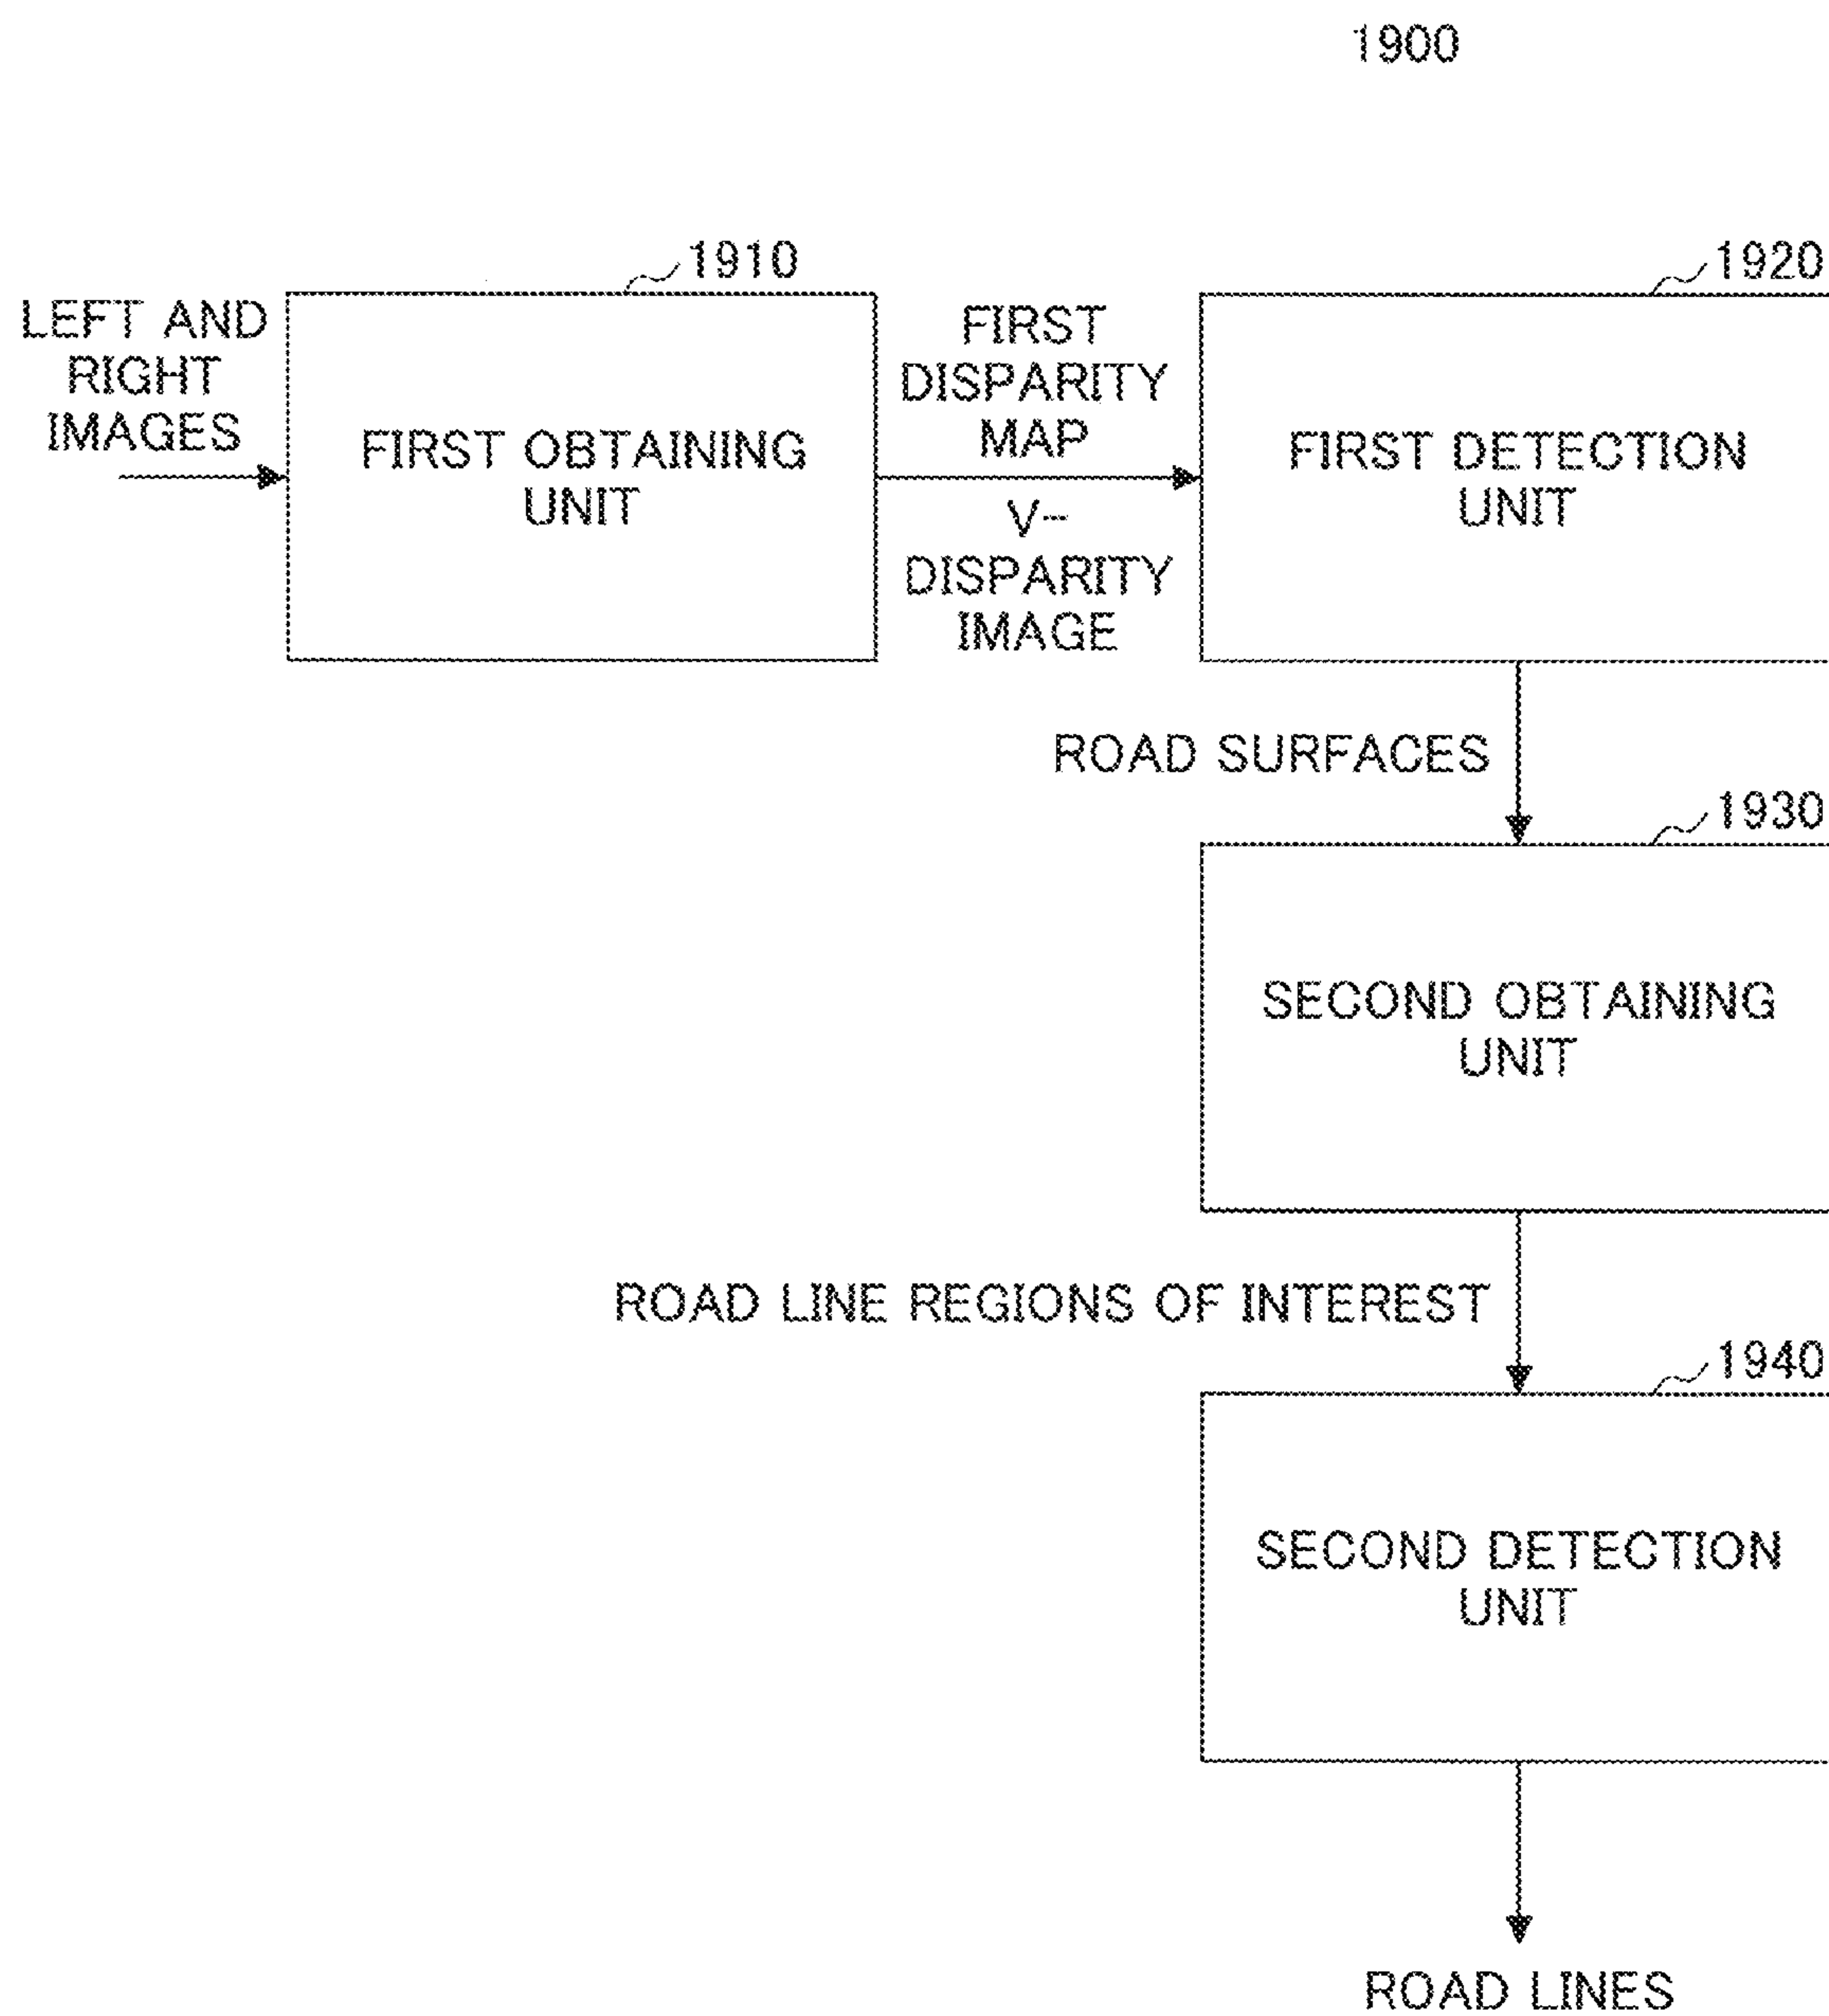 1900
1910
1920
LEFT AND
RIGHT
IMAGES
FIRST OBTAINING
UNIT
FIRST
DISPARITY
MAP
V-
DISPARITY
IMAGE
FIRST DETECTION
UNIT
ROAD SURFACES
1930
SECOND OBTAINING
UNIT
ROAD LINE REGIONS OF INTEREST
1940
SECOND DETECTION
UNIT
ROAD LINES